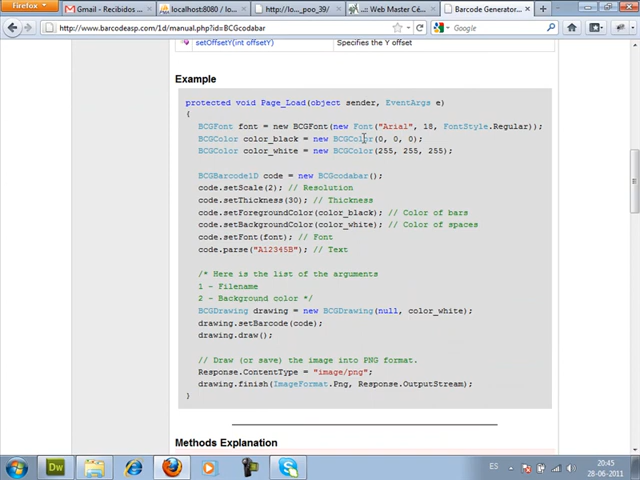 Firefox
Gmail - Recibidos ...
localhost:8080 / lo...
http://lo..._poo_39/
..:: Web Master Cé...
Barcode Generator...
http://www.barcodeasp.com/1d/manual.php?id=BCGcodabar
Google
setOffsetY(int offsetY)
Specifies the Y offset
Example
protected void Page_Load(object sender, EventArgs e)
{
BCGFont font = new BCGFont(new Font("Arial", 18, FontStyle.Regular));
BCGColor color_black = new BCGColor(0, 0, 0);
BCGColor color_white = new BCGColor(255, 255, 255);
BCGBarcode1D code = new BCGcodabar();
code.setScale(2); // Resolution
code.setThickness(30); // Thickness
code.setForegroundColor(color_black); // Color of bars
code.setBackgroundColor(color_white); // Color of spaces
code.setFont(font); // Font
code.parse("A12345B"); // Text
/* Here is the list of the arguments
1 - Filename
2 - Background color */
BCGDrawing drawing = new BCGDrawing(null, color_white);
drawing.setBarcode(code);
drawing.draw();
// Draw (or save) the image into PNG format.
Response.ContentType = "image/png";
drawing.finish(ImageFormat.Png, Response.OutputStream);
}
Methods Explanation
Dw
ES
20:45
28-06-2011